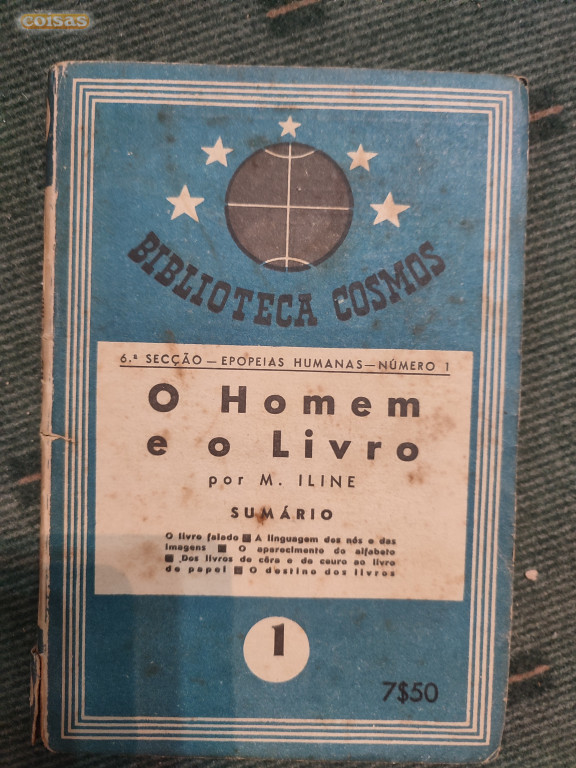 coisas
BIBLIOTECA COSMOS
6.ª SECÇÃO — EPOPEIAS HUMANAS — NÚMERO 1
O Homem
e o Livro
por M. ILINE
SUMÁRIO
O livro falado ■ A linguagem dos nós e das
imagens ■ O aparecimento do alfabeto
■ Dos livros de cêra e de couro ao livro
de papel ■ O destino dos livros
1
7$50